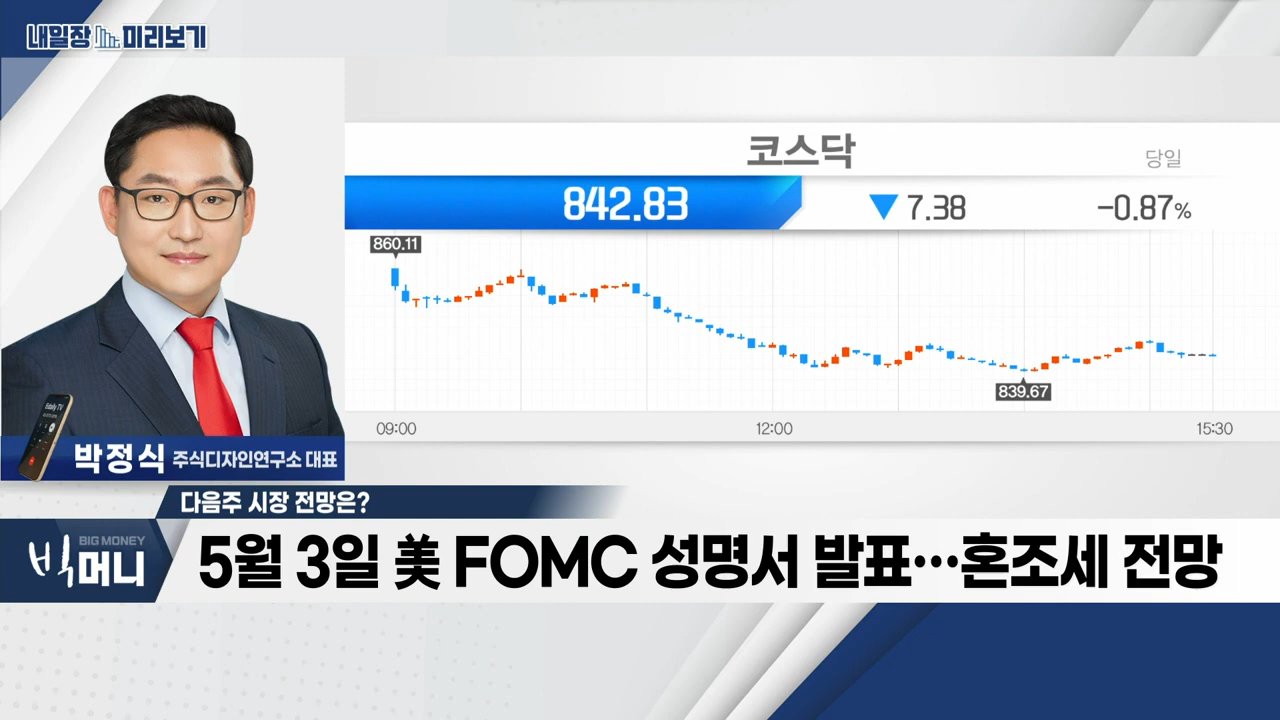 내일장 미리보기
코스닥
당일
842.83 ▼ 7.38 -0.87%
860.11
839.67
09:00 12:00 15:30
박정식 주식디자인연구소 대표
다음주 시장 전망은?
BIG MONEY
빅머니
5월 3일 美 FOMC 성명서 발표…혼조세 전망